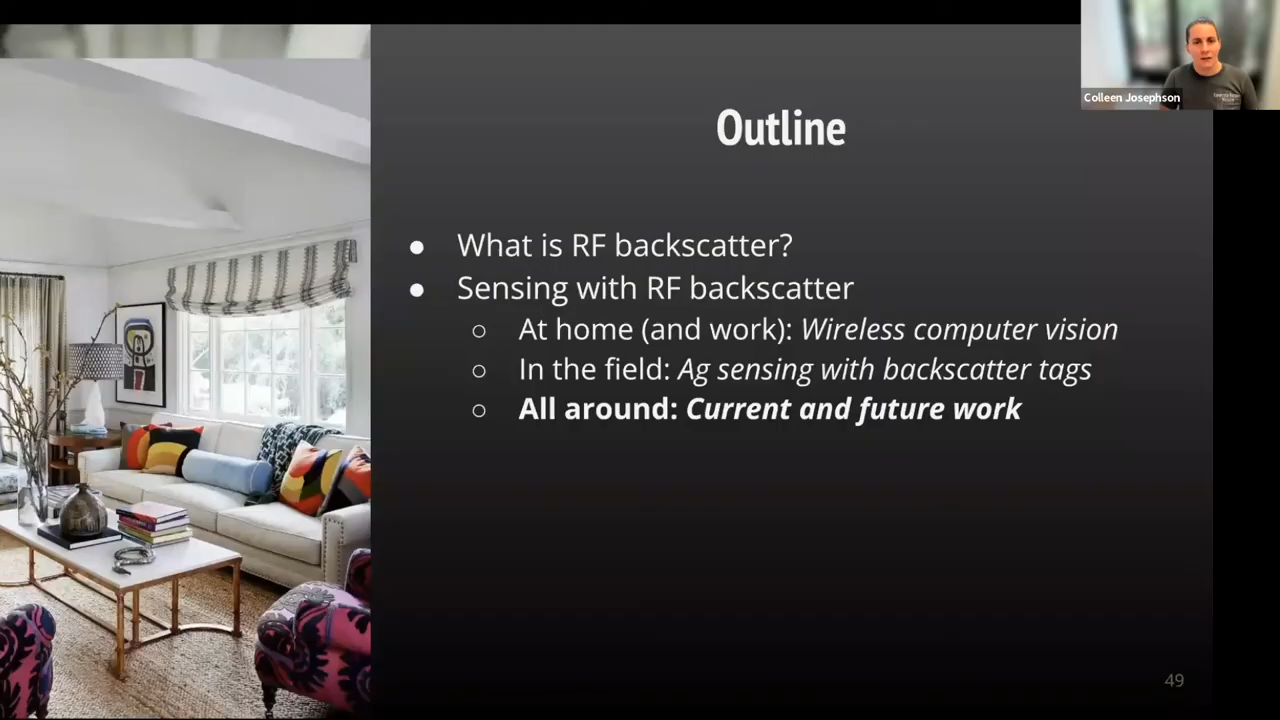 Colleen Josephson
Outline
● What is RF backscatter?
● Sensing with RF backscatter
○ At home (and work): Wireless computer vision
○ In the field: Ag sensing with backscatter tags
○ All around: Current and future work
49